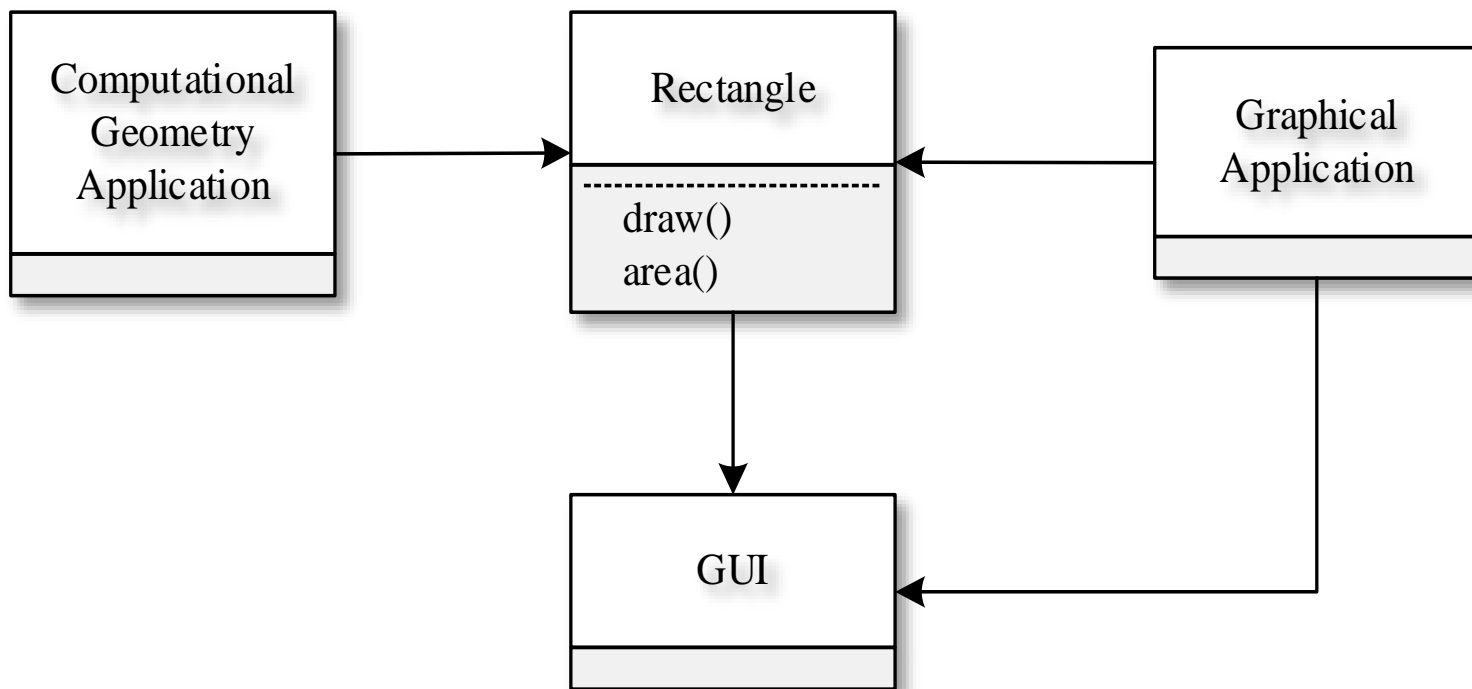 Computational
Geometry
Application
Rectangle
draw()
area()
Graphical
Application
GUI